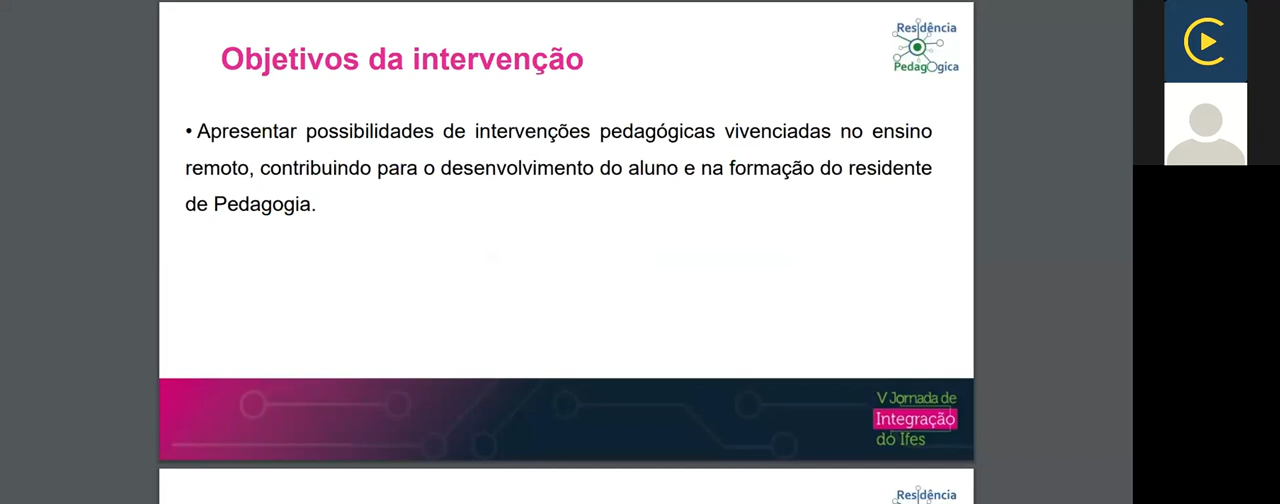 Residência
PedagOgica
Objetivos da intervenção
• Apresentar possibilidades de intervenções pedagógicas vivenciadas no ensino
remoto, contribuindo para o desenvolvimento do aluno e na formação do residente
de Pedagogia.
V Jornada de
Integração
do Ifes
Residência